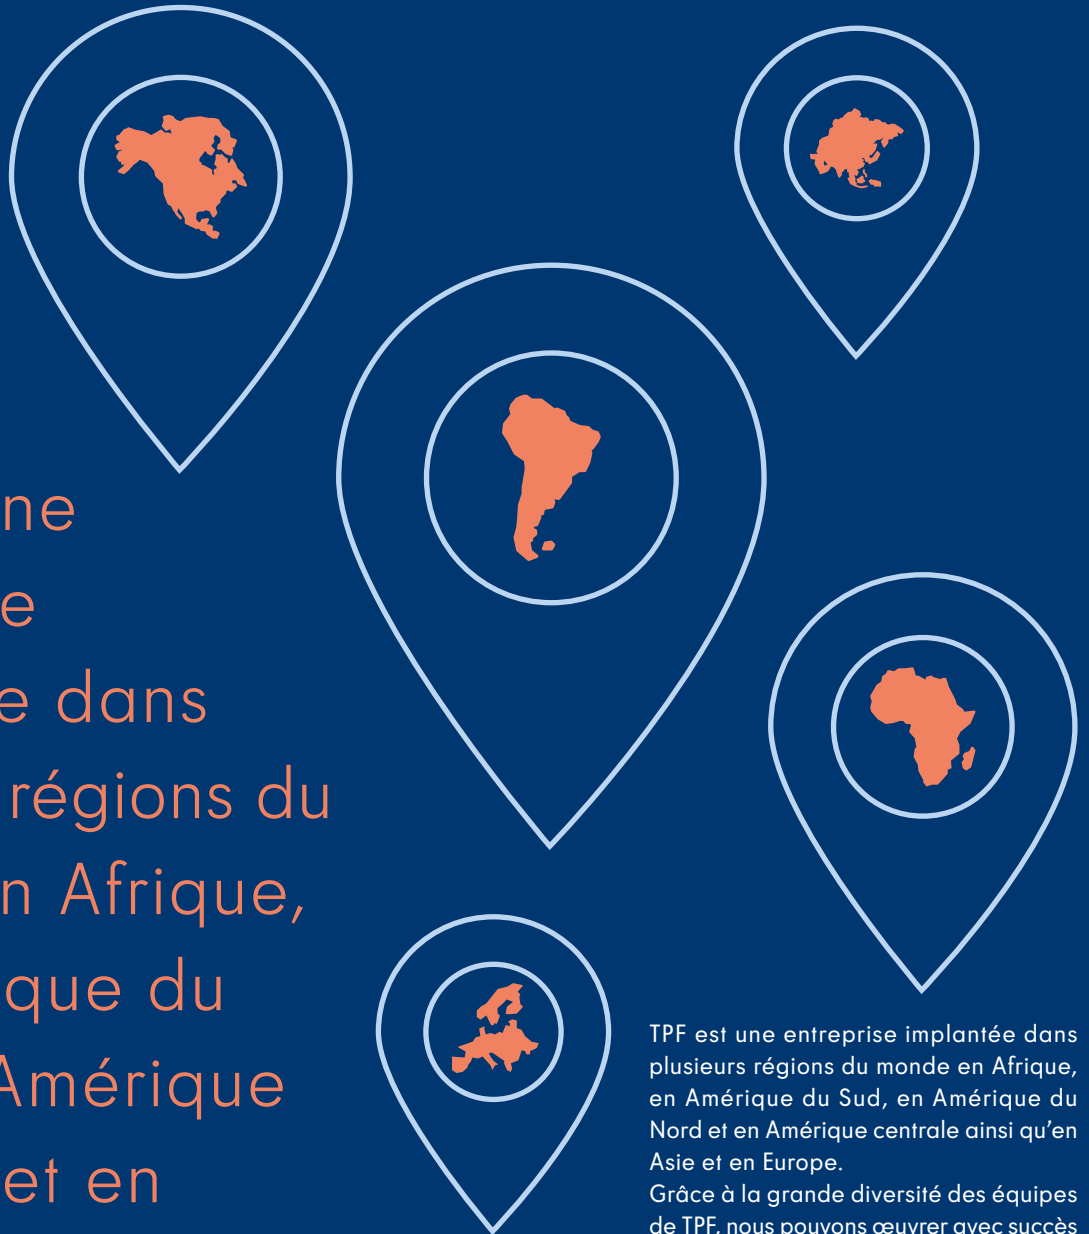 ne
e
e dans
régions du
n Afrique,
que du
Amérique
et en
TPF est une entreprise implantée dans
plusieurs régions du monde en Afrique,
en Amérique du Sud, en Amérique du
Nord et en Amérique centrale ainsi qu’en
Asie et en Europe.
Grâce à la grande diversité des équipes
de TPF, nous pouvons œuvrer avec succès